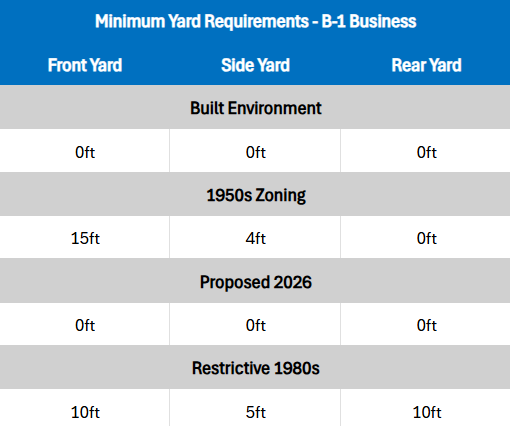 Minimum Yard Requirements - B-1 Business
Front Yard Side Yard Rear Yard
Built Environment
0ft 0ft 0ft
1950s Zoning
15ft 4ft 0ft
Proposed 2026
0ft 0ft 0ft
Restrictive 1980s
10ft 5ft 10ft